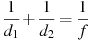 1/d₁ + 1/d₂ = 1/f